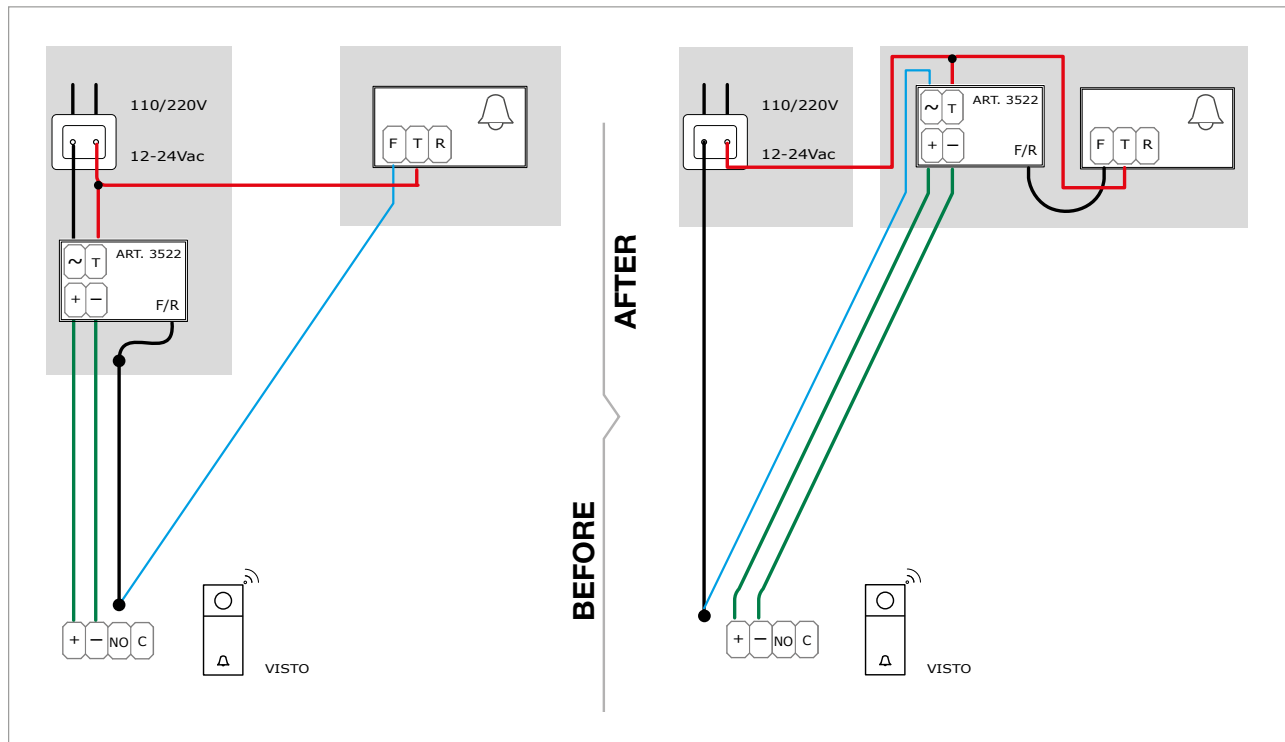 110/220V
12-24Vac
F T R
~ T ART. 3522
+ − F/R
+ − NO C
VISTO
BEFORE
AFTER
110/220V
12-24Vac
~ T ART. 3522
+ − F/R
F T R
+ − NO C
VISTO